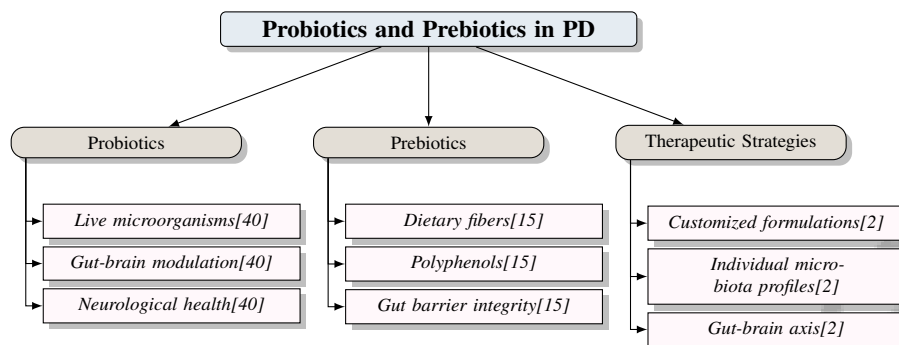 Probiotics and Prebiotics in PD
Probiotics
Live microorganisms[40]
Gut-brain modulation[40]
Neurological health[40]
Prebiotics
Dietary fibers[15]
Polyphenols[15]
Gut barrier integrity[15]
Therapeutic Strategies
Customized formulations[2]
Individual micro-
biota profiles[2]
Gut-brain axis[2]